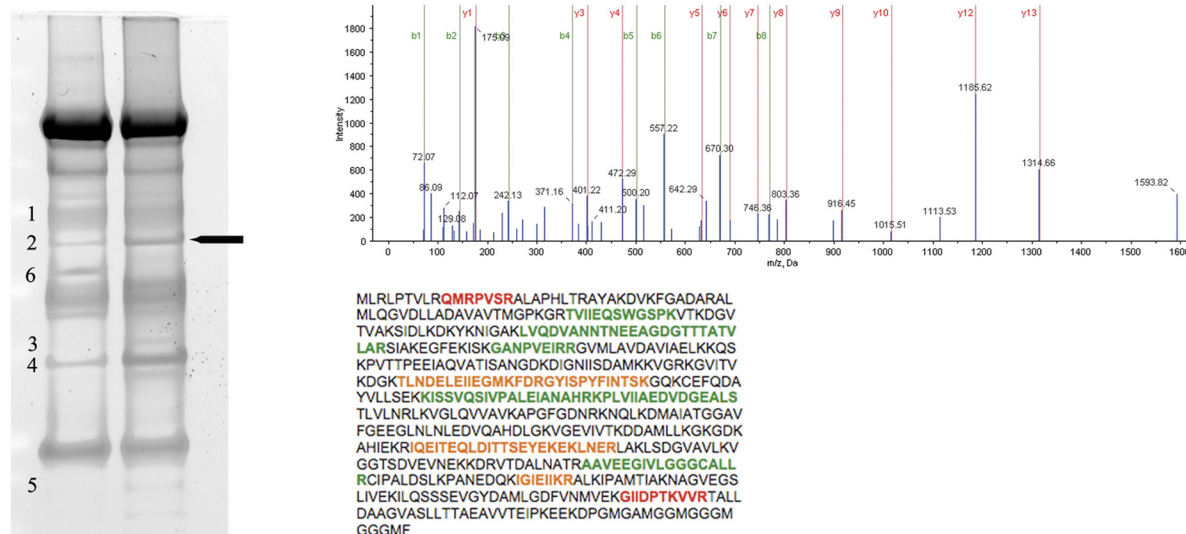 1
2
6
3
4
5
y1 y3 y4 y5 y6 y7 y8 y9 y10 y12 y13
b1 b2 b4 b5 b6 b7 b8
175.09
1185.62
557.22
670.30
72.07
1314.66
472.29
86.09
112.07
242.13
371.16
401.22
500.20
642.29
803.36
1593.82
129.08
411.20
746.36
916.45
1015.51
1113.53
1800
1600
1400
1200
1000
800
600
400
200
0
Intensity
0 100 200 300 400 500 600 700 800 900 1000 1100 1200 1300 1400 1500
m/z, Da
MLRLPTVLRQMRPVSRALAPHLTRAYAKDVKFGADARAL
MLQGVDLLADAVAVTMGPKGRTVIIEQSWGSPKVTKDGV
TVAKSIDLKDKYKNIGAKLVQDVANNTNEEAGDGTTTATV
LARSIAKEGFEKISKGANPVEIRRGVMLAVDAVIAELKKQS
KPVTTPEEIAQVATISANGDKDIGNIISDAMKKVGRKGVITV
KDGKTLNDELEIIEGMKFDRGYISPYFINTSKGQKCEFQDA
YVLLSEKKISSVQSIVPALEIANAHRKPLVIIAEDVDGEALS
TLVLNRLKVGLQVVAVKAPGFGDNRKNQLKDMAIATGGAV
FGEEGLNLNLEDVQAHDLGKVGEVIVTKDDAMLLKGKGDK
AHIEKRIQEITEQLDITTSEYEKEKLNERLAKLSDGVAVLKV
GGTSDVEVNEKKDRVTDALNATRAAVEEGIVLGGGCALL
RCIPALDSLKPANEDQKIGIEIIKRALKIPAMTIAKNAGVEGS
LIVEKILQSSSEVGYDAMLGDFVNMVEKGIIDPTKVVRTALL
DAAGVASLLTTAEAVVTEIPKEEKDPGMGAMGGMGGGM
GGGMF